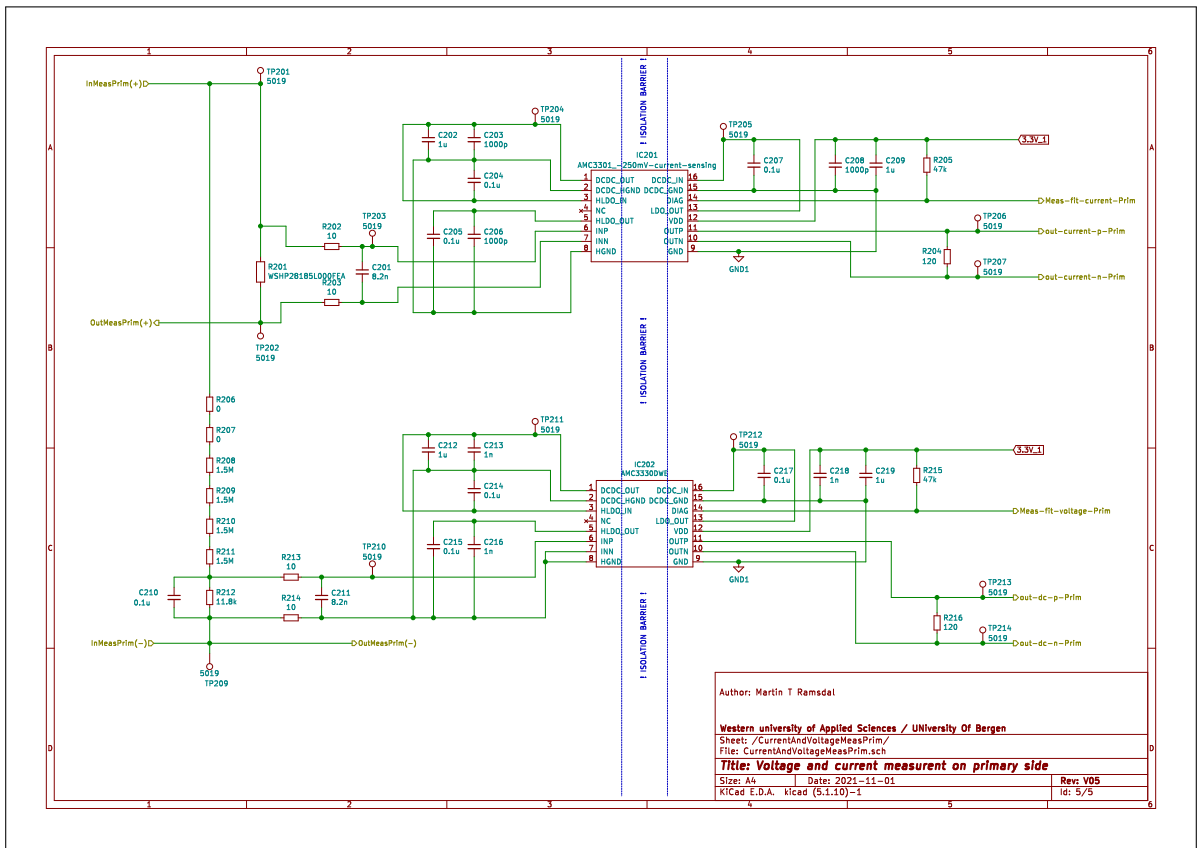 1 2 3 4 5 6
A
B
C
D
InMeasPrim(+)
TP201
5019
R202
10
TP203
5019
R201
WSHP28185L000FEA
C201
8.2n
R203
10
OutMeasPrim(+)
TP202
5019
C202
1u
C203
1000p
TP204
5019
C204
0.1u
C205
0.1u
C206
1000p
! ISOLATION BARRIER !
IC201
AMC3301_-250mV-current-sensing
1 DCDC_OUT DCDC_IN 16
2 DCDC_HGND DCDC_GND 15
3 HLDO_IN DIAG 14
4 NC LDO_OUT 13
5 HLDO_OUT VDD 12
6 INP OUTP 11
7 INN OUTN 10
8 HGND GND 9
TP205
5019
C207
0.1u
C208
1000p
C209
1u
R205
47k
3.3V_1
Meas-flt-current-Prim
TP206
5019
out-current-p-Prim
R204
120
TP207
5019
out-current-n-Prim
GND1
! ISOLATION BARRIER !
R206
0
R207
0
R208
1.5M
R209
1.5M
R210
1.5M
R211
1.5M
R212
11.8k
C210
0.1u
R213
10
R214
10
C211
8.2n
TP210
5019
InMeasPrim(-)
OutMeasPrim(-)
5019
TP209
C212
1u
C213
1n
TP211
5019
C214
0.1u
C215
0.1u
C216
1n
IC202
AMC3330DWE
1 DCDC_OUT DCDC_IN 16
2 DCDC_HGND DCDC_GND 15
3 HLDO_IN DIAG 14
4 NC LDO_OUT 13
5 HLDO_OUT VDD 12
6 INP OUTP 11
7 INN OUTN 10
8 HGND GND 9
TP212
5019
C217
0.1u
C218
1n
C219
1u
R215
47k
3.3V_1
Meas-flt-voltage-Prim
GND1
TP213
5019
out-dc-p-Prim
R216
120
TP214
5019
out-dc-n-Prim
! ISOLATION BARRIER !
Author: Martin T Ramsdal
Western university of Applied Sciences / UNiversity Of Bergen
Sheet: /CurrentAndVoltageMeasPrim/
File: CurrentAndVoltageMeasPrim.sch
Title: Voltage and current measurent on primary side
Size: A4 Date: 2021-11-01 Rev: V05
KiCad E.D.A. kicad (5.1.10)-1 Id: 5/5
A
B
C
D
1 2 3 4 5 6